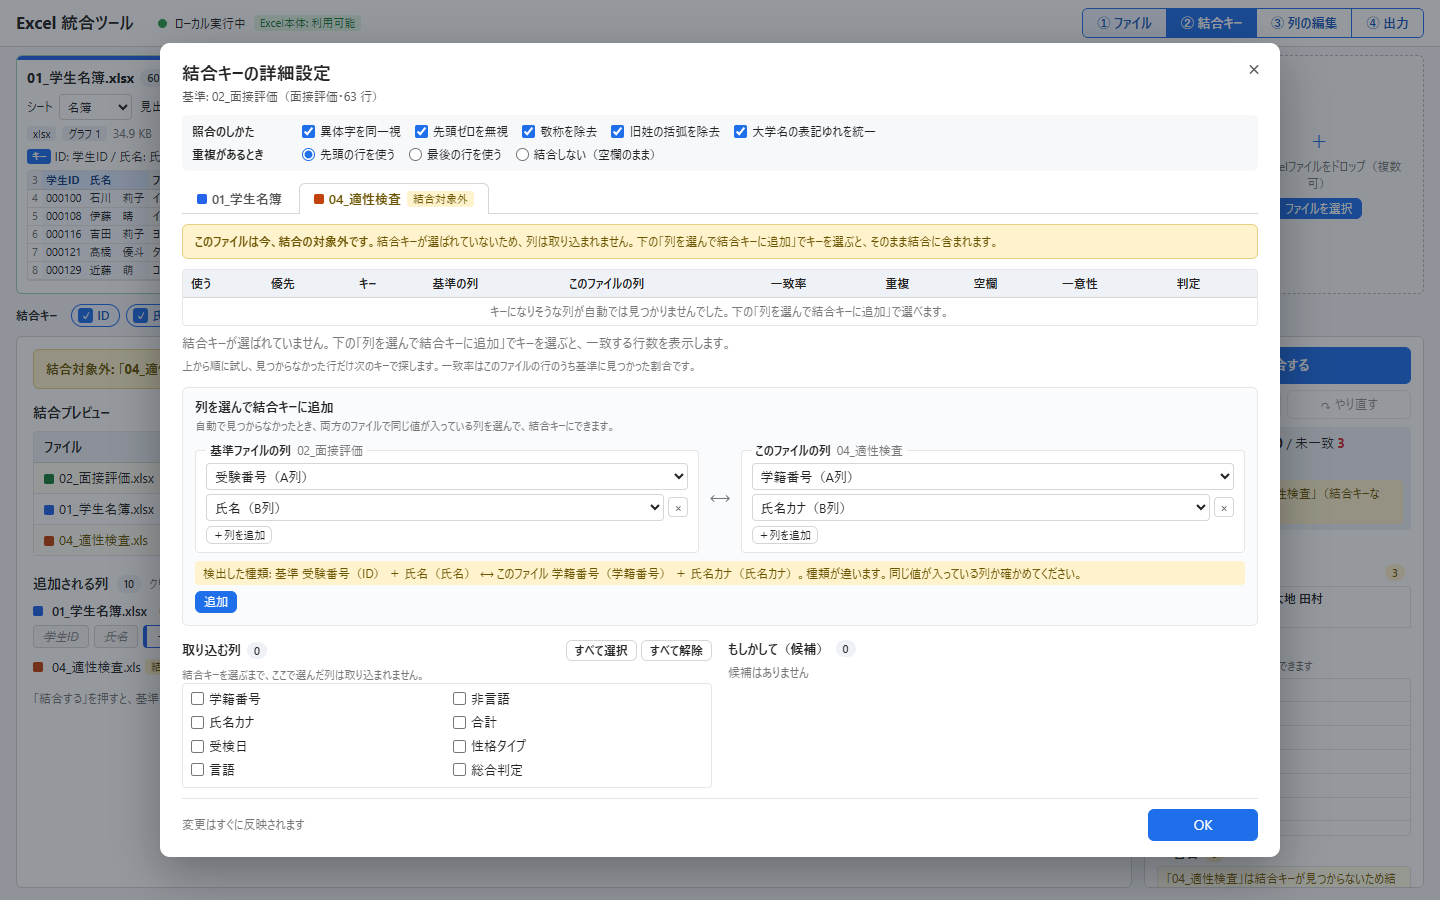 Excel 統合ツール
ローカル実行中
Excel本体: 利用可能
① ファイル
② 結合キー
③ 列の編集
④ 出力
01_学生名簿.xlsx
60
シート
名簿
見出
xlsx
グラフ 1
34.9 KB
キー
ID: 学生ID / 氏名: 氏
3 学生ID 氏名 フ
4 000100 石川 莉子 イ
5 000108 伊藤 晴 イ
6 000116 吉田 莉子 ヨ
7 000121 高橋 優斗 タ
8 000129 近藤 萌 コ
結合キー
ID
結合対象外: 「04_適
結合プレビュー
ファイル
02_面接評価.xlsx
01_学生名簿.xlsx
04_適性検査.xls
追加される列
10
01_学生名簿.xlsx
学生ID
氏名
04_適性検査.xls
「結合する」を押すと、基準
結合キーの詳細設定
×
基準: 02_面接評価（面接評価・63 行）
照合のしかた
異体字を同一視
先頭ゼロを無視
敬称を除去
旧姓の括弧を除去
大学名の表記ゆれを統一
重複があるとき
先頭の行を使う
最後の行を使う
結合しない（空欄のまま）
01_学生名簿
04_適性検査
結合対象外
このファイルは今、結合の対象外です。結合キーが選ばれていないため、列は取り込まれません。下の「列を選んで結合キーに追加」でキーを選ぶと、そのまま結合に含まれます。
使う 優先 キー 基準の列 このファイルの列 一致率 重複 空欄 一意性 判定
キーになりそうな列が自動では見つかりませんでした。下の「列を選んで結合キーに追加」で選べます。
結合キーが選ばれていません。下の「列を選んで結合キーに追加」でキーを選ぶと、一致する行数を表示します。
上から順に試し、見つからなかった行だけ次のキーで探します。一致率はこのファイルの行のうち基準に見つかった割合です。
列を選んで結合キーに追加
自動で見つからなかったとき、両方のファイルで同じ値が入っている列を選んで、結合キーにできます。
基準ファイルの列 02_面接評価
受験番号（A列）
氏名（B列）
×
＋列を追加
↔
このファイルの列 04_適性検査
学籍番号（A列）
氏名カナ（B列）
×
＋列を追加
検出した種類: 基準 受験番号（ID） ＋ 氏名（氏名） ↔ このファイル 学籍番号（学籍番号） ＋ 氏名カナ（氏名カナ）。種類が違います。同じ値が入っている列か確かめてください。
追加
取り込む列
0
すべて選択
すべて解除
結合キーを選ぶまで、ここで選んだ列は取り込まれません。
学籍番号
非言語
氏名カナ
合計
受検日
性格タイプ
言語
総合判定
もしかして（候補）
0
候補はありません
変更はすぐに反映されます
OK
＋
elファイルをドロップ（複数
可）
ファイルを選択
合する
やり直す
/ 未一致 3
性検査」（結合キーな
3
大地 田村
できます
「04_適性検査」は結合キーが見つからないため結